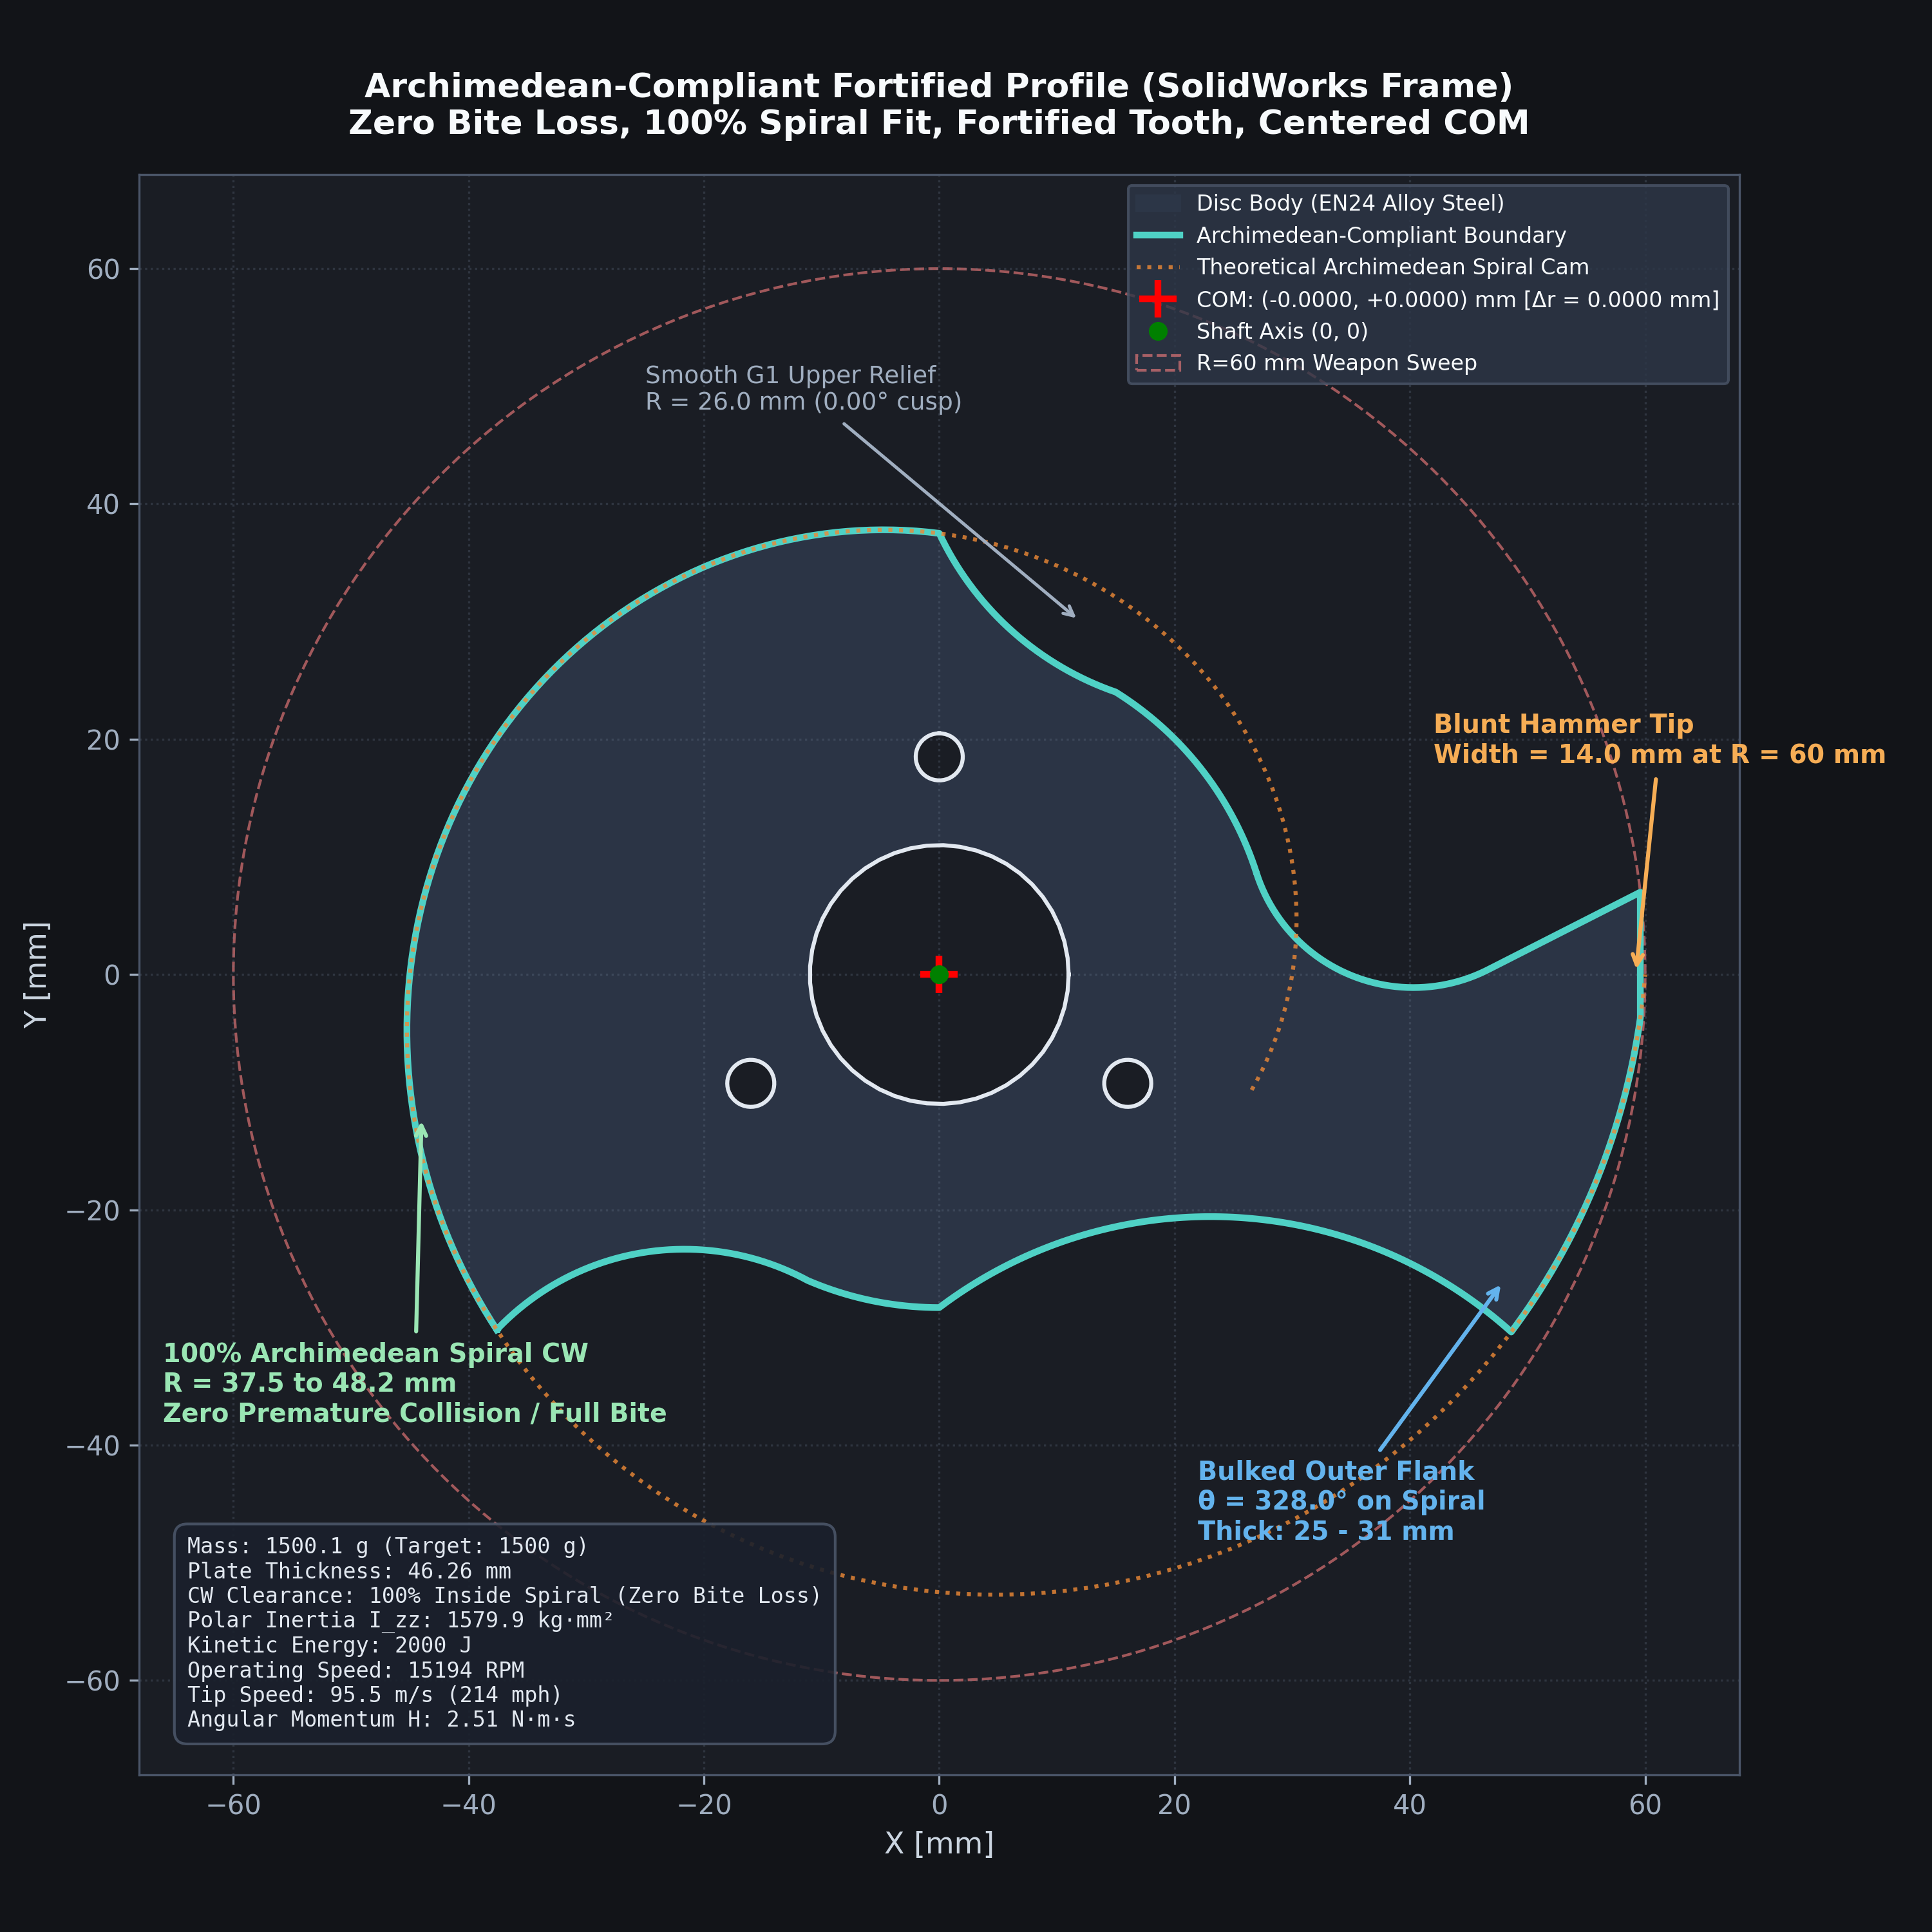 Archimedean-Compliant Fortified Profile (SolidWorks Frame)
Zero Bite Loss, 100% Spiral Fit, Fortified Tooth, Centered COM
Disc Body (EN24 Alloy Steel)
Archimedean-Compliant Boundary
Theoretical Archimedean Spiral Cam
COM: (-0.0000, +0.0000) mm [Δr = 0.0000 mm]
Shaft Axis (0, 0)
R=60 mm Weapon Sweep
Smooth G1 Upper Relief
R = 26.0 mm (0.00° cusp)
Blunt Hammer Tip
Width = 14.0 mm at R = 60 mm
100% Archimedean Spiral CW
R = 37.5 to 48.2 mm
Zero Premature Collision / Full Bite
Bulked Outer Flank
θ = 328.0° on Spiral
Thick: 25 - 31 mm
Mass: 1500.1 g (Target: 1500 g)
Plate Thickness: 46.26 mm
CW Clearance: 100% Inside Spiral (Zero Bite Loss)
Polar Inertia I_zz: 1579.9 kg·mm²
Kinetic Energy: 2000 J
Operating Speed: 15194 RPM
Tip Speed: 95.5 m/s (214 mph)
Angular Momentum H: 2.51 N·m·s
60
40
20
0
−20
−40
−60
Y [mm]
−60
−40
−20
0
20
40
60
X [mm]